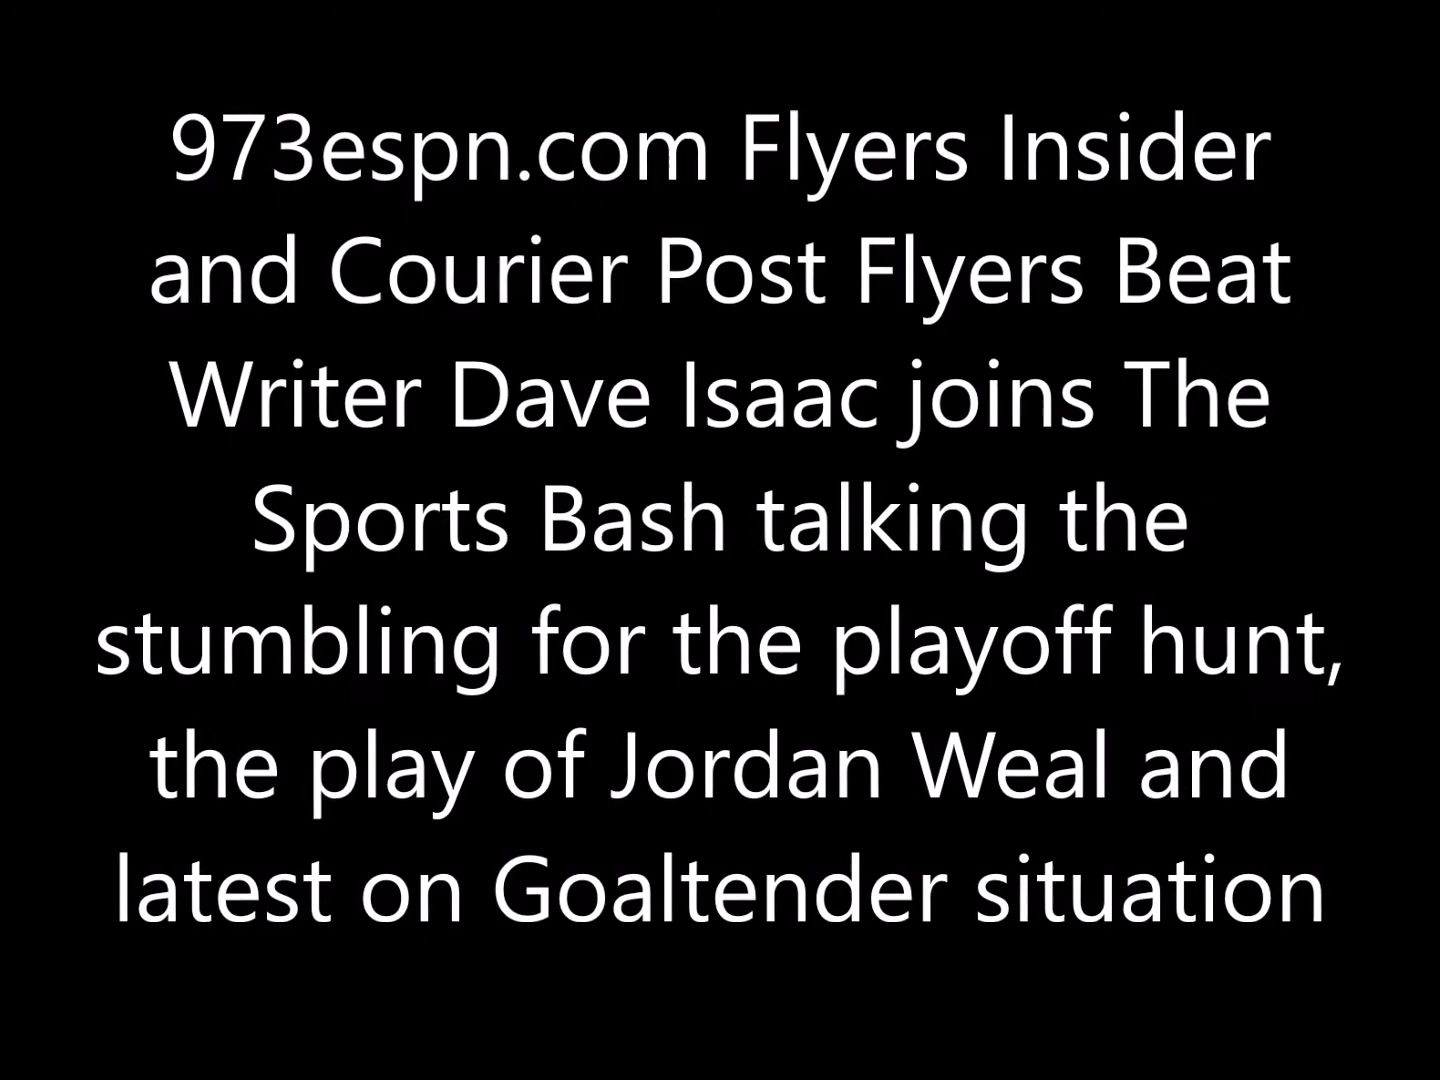 973espn.com Flyers Insider
and Courier Post Flyers Beat
Writer Dave Isaac joins The
Sports Bash talking the
stumbling for the playoff hunt,
the play of Jordan Weal and
latest on Goaltender situation